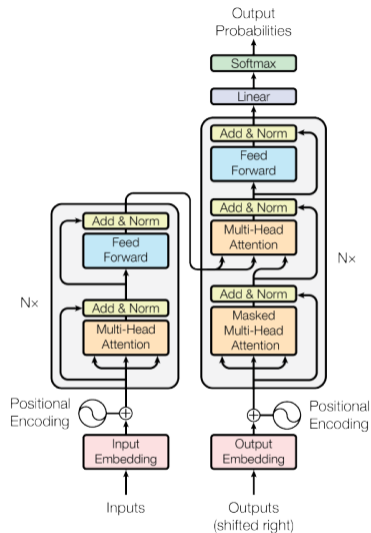 Output
Probabilities
Softmax
Linear
Add & Norm
Feed
Forward
Add & Norm
Multi-Head
Attention
Add & Norm
Masked
Multi-Head
Attention
N×
Positional
Encoding
Output
Embedding
Outputs
(shifted right)
Add & Norm
Feed
Forward
N×
Add & Norm
Multi-Head
Attention
Positional
Encoding
Input
Embedding
Inputs